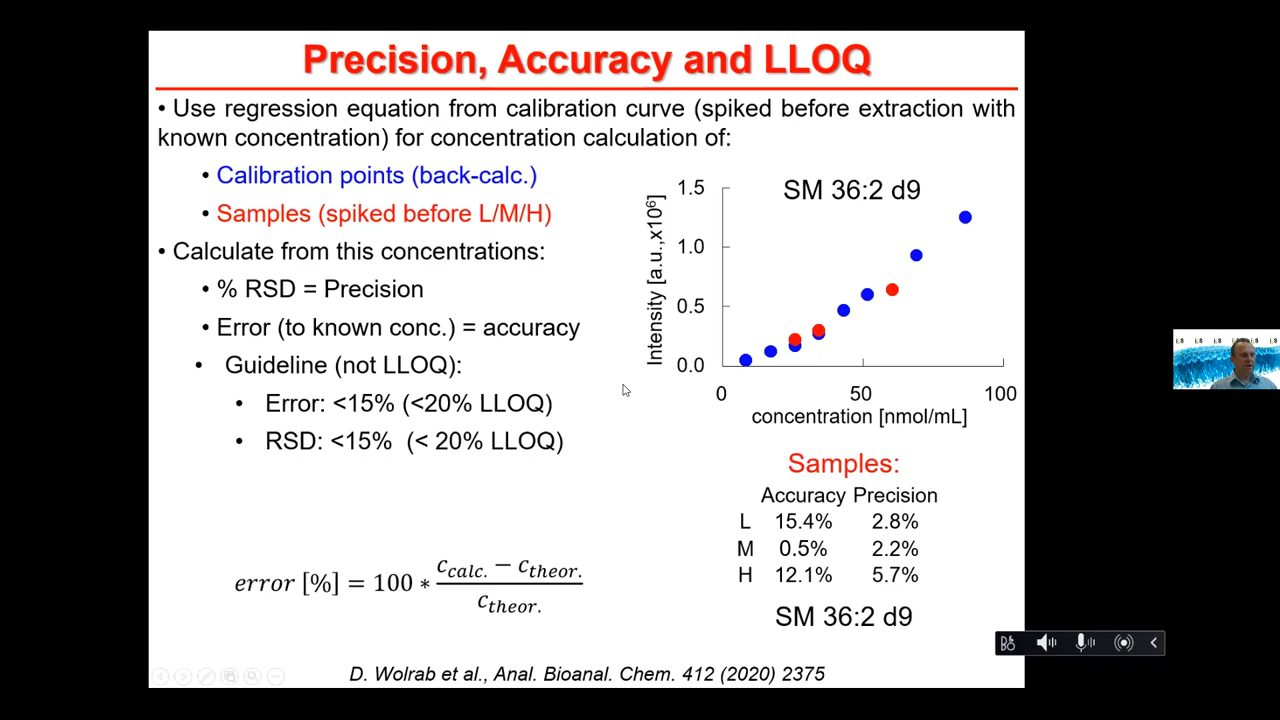 Precision, Accuracy and LLOQ
• Use regression equation from calibration curve (spiked before extraction with
known concentration) for concentration calculation of:
• Calibration points (back-calc.)
• Samples (spiked before L/M/H)
• Calculate from this concentrations:
• % RSD = Precision
• Error (to known conc.) = accuracy
• Guideline (not LLOQ):
• Error: <15% (<20% LLOQ)
• RSD: <15% (< 20% LLOQ)
error [%] = 100 * (c_calc. − c_theor.) / c_theor.
SM 36:2 d9
Intensity [a.u.,x10⁶]
1.5
1.0
0.5
0.0
0 50 100
concentration [nmol/mL]
Samples:
Accuracy Precision
L 15.4% 2.8%
M 0.5% 2.2%
H 12.1% 5.7%
SM 36:2 d9
D. Wolrab et al., Anal. Bioanal. Chem. 412 (2020) 2375